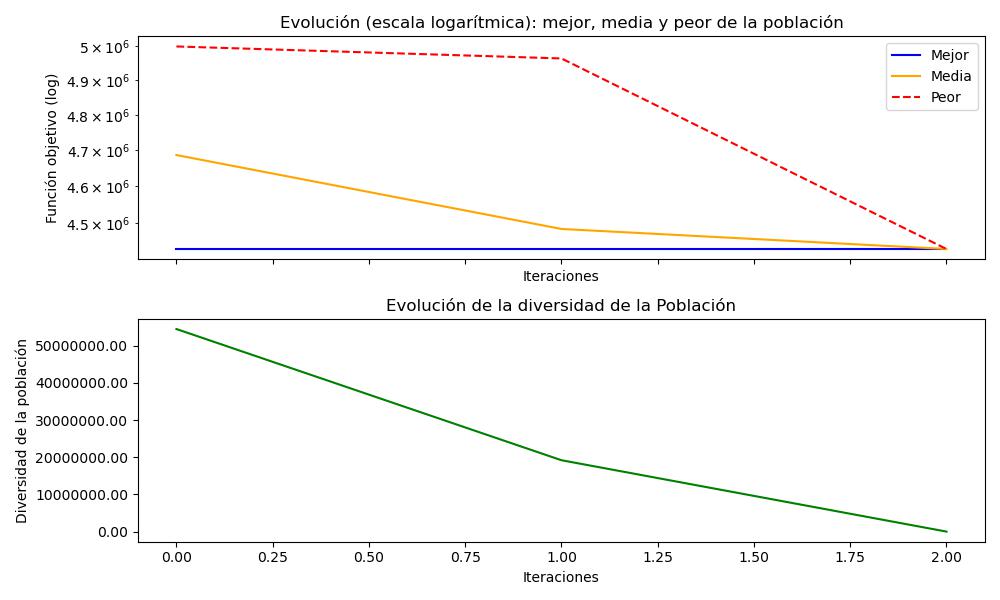 Evolución (escala logarítmica): mejor, media y peor de la población
Función objetivo (log)
5 × 10⁶
4.9 × 10⁶
4.8 × 10⁶
4.7 × 10⁶
4.6 × 10⁶
4.5 × 10⁶
Mejor
Media
Peor
Iteraciones
Evolución de la diversidad de la Población
Diversidad de la población
50000000.00
40000000.00
30000000.00
20000000.00
10000000.00
0.00
0.00 0.25 0.50 0.75 1.00 1.25 1.50 1.75 2.00
Iteraciones